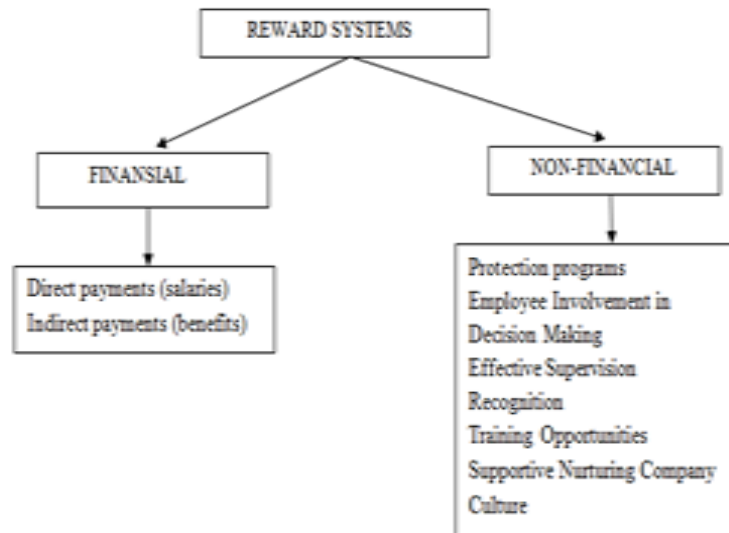 REWARD SYSTEMS
FINANSIAL
NON-FINANCIAL
Direct payments (salaries)
Indirect payments (benefits)
Protection programs
Employee Involvement in
Decision Making
Effective Supervision
Recognition
Training Opportunities
Supportive Nurturing Company
Culture